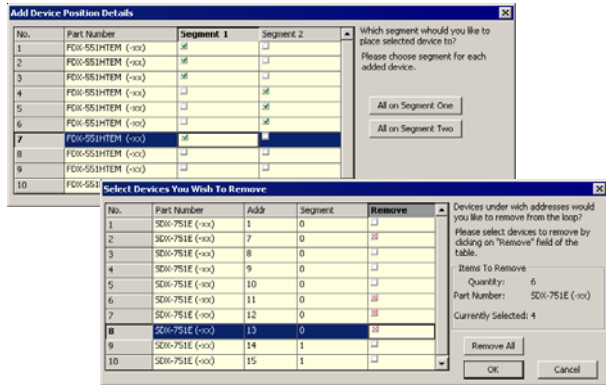 Add Device Position Details
No. Part Number Segment 1 Segment 2
1 FDX-551HTEM (-xx)
2 FDX-551HTEM (-xx)
3 FDX-551HTEM (-xx)
4 FDX-551HTEM (-xx)
5 FDX-551HTEM (-xx)
6 FDX-551HTEM (-xx)
7 FDX-551HTEM (-xx)
8 FDX-551HTEM (-xx)
9 FDX-551HTEM (-xx)
10 FDX-551
Which segment whould you like to
place selected device to?
Please choose segment for each
added device.
All on Segment One
All on Segment Two
Select Devices You Wish To Remove
No. Part Number Addr Segment Remove
1 SDX-751E (-xx) 1 0
2 SDX-751E (-xx) 7 0
3 SDX-751E (-xx) 8 0
4 SDX-751E (-xx) 9 0
5 SDX-751E (-xx) 10 0
6 SDX-751E (-xx) 11 0
7 SDX-751E (-xx) 12 0
8 SDX-751E (-xx) 13 0
9 SDX-751E (-xx) 14 1
10 SDX-751E (-xx) 15 1
Devices under wich addresses would
you like to remove from the loop?
Please select devices to remove by
clicking on "Remove" field of the
table.
Items To Remove
Quantity: 6
Part Number: SDX-751E (-xx)
Currently Selected: 4
Remove All
OK Cancel